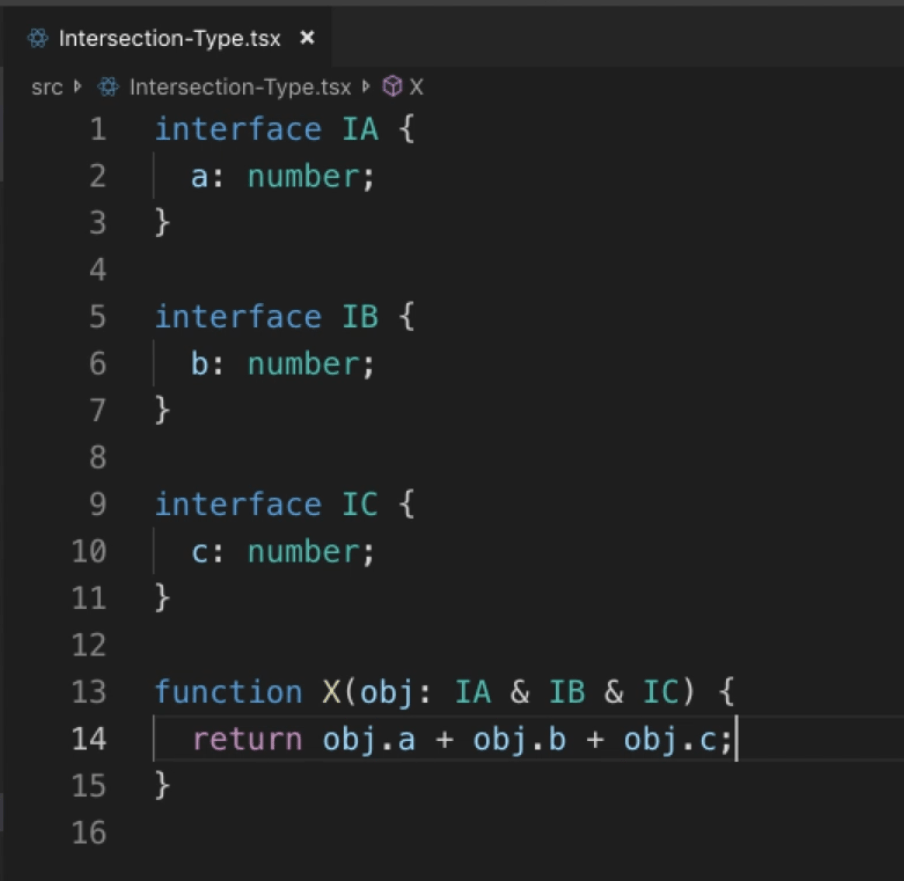 Intersection-Type.tsx ×
src Intersection-Type.tsx X
1 interface IA {
2 a: number;
3 }
4
5 interface IB {
6 b: number;
7 }
8
9 interface IC {
10 c: number;
11 }
12
13 function X(obj: IA & IB & IC) {
14 return obj.a + obj.b + obj.c;
15 }
16